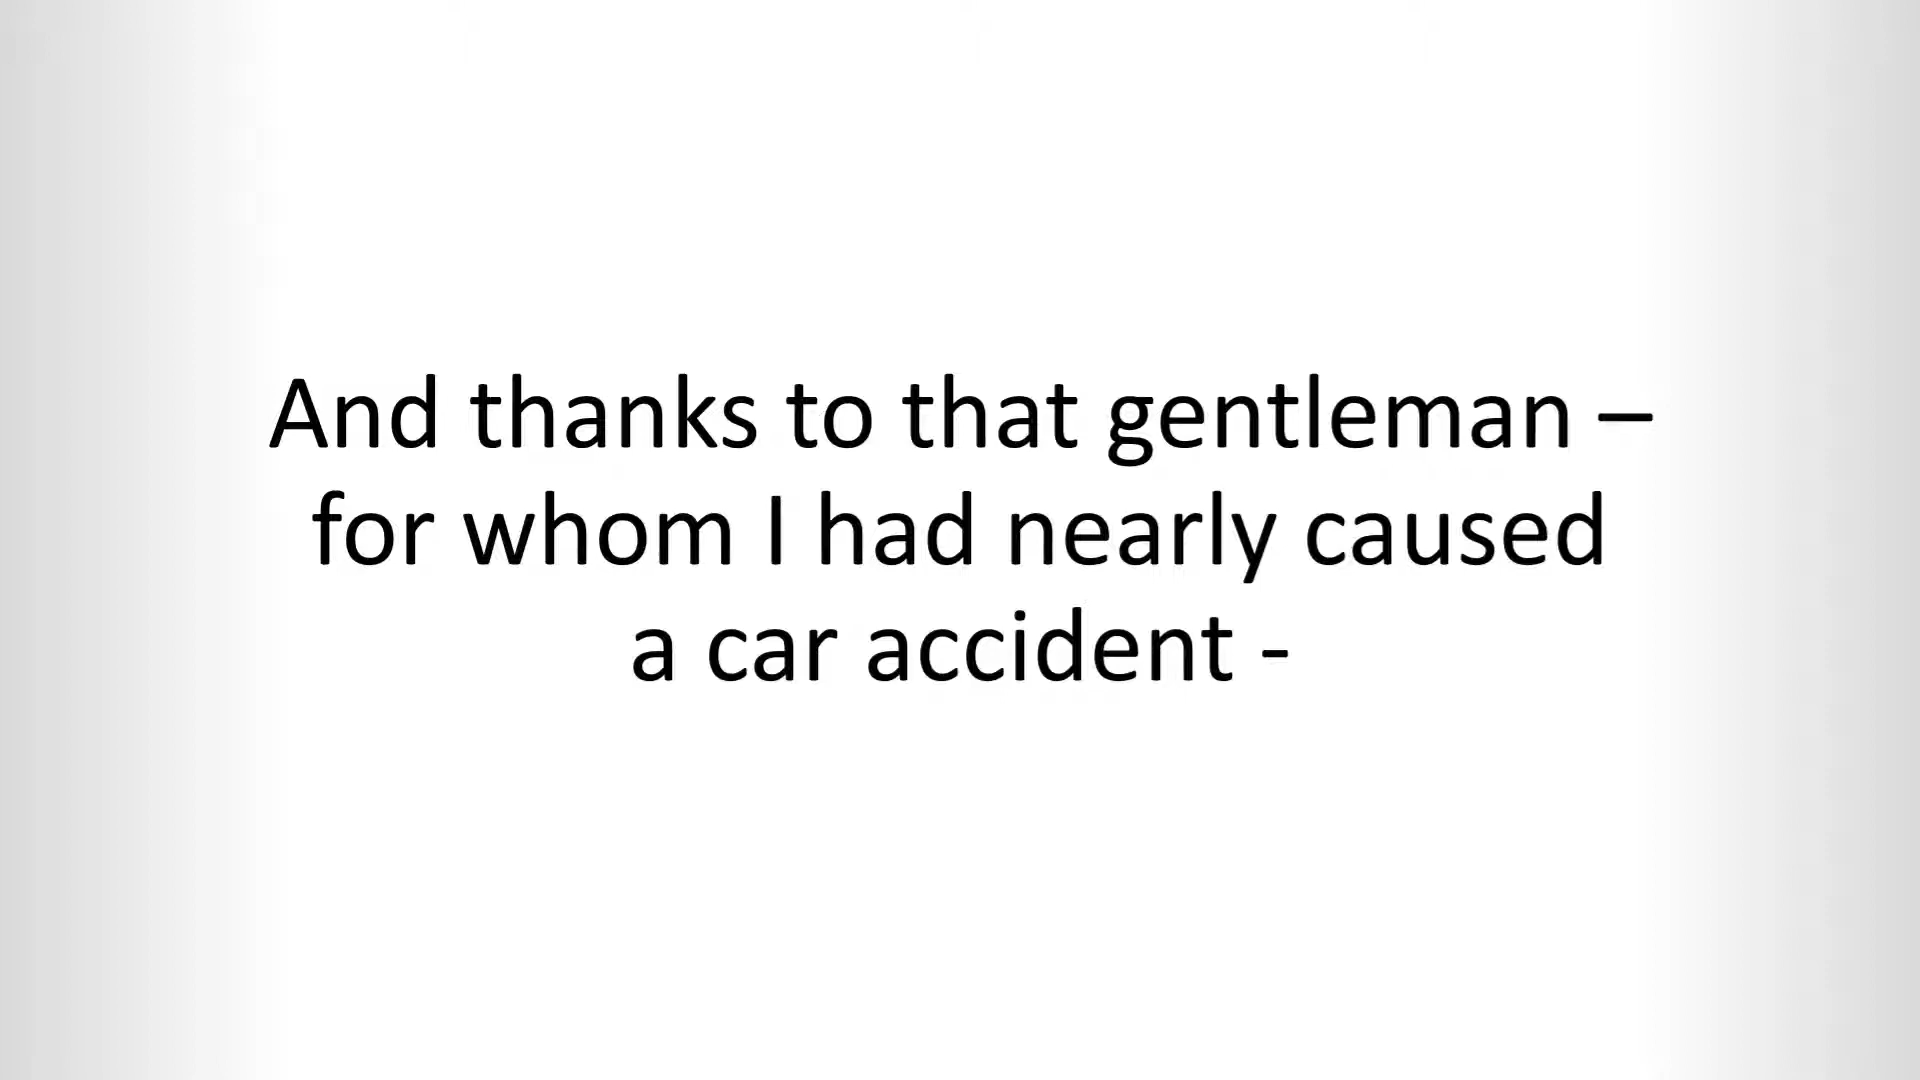 And thanks to that gentleman –
for whom I had nearly caused
a car accident -